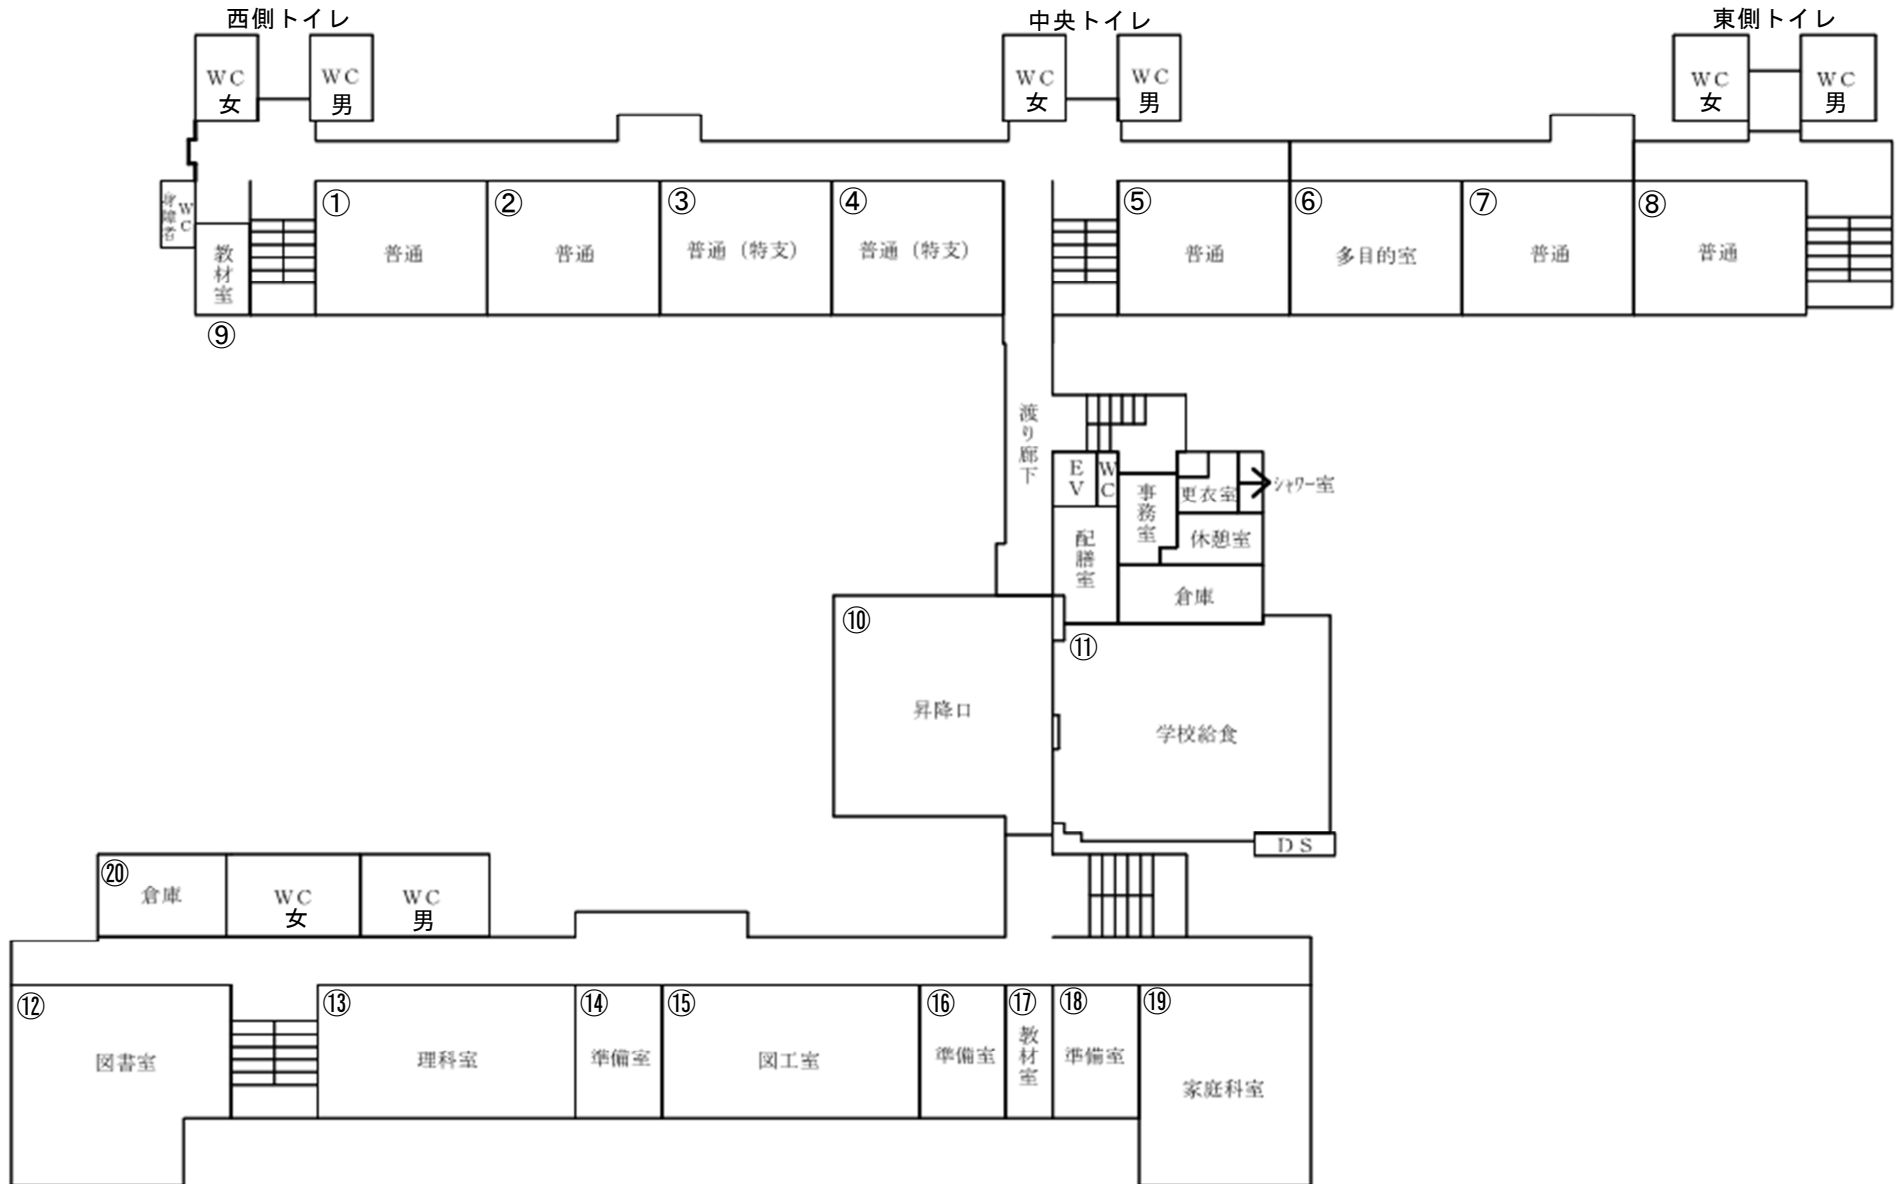 西側トイレ
中央トイレ
東側トイレ
WC
女
WC
男
WC
女
WC
男
WC
女
WC
男
身障者
WC
①
普通
②
普通
③
普通（特支）
④
普通（特支）
⑤
普通
⑥
多目的室
⑦
普通
⑧
普通
教材室
⑨
渡り廊下
EV
WC
事務室
更衣室
シャワー室
休憩室
配膳室
倉庫
⑩
昇降口
⑪
学校給食
DS
⑳
倉庫
WC
女
WC
男
⑫
図書室
⑬
理科室
⑭
準備室
⑮
図工室
⑯
準備室
⑰
教材室
⑱
準備室
⑲
家庭科室